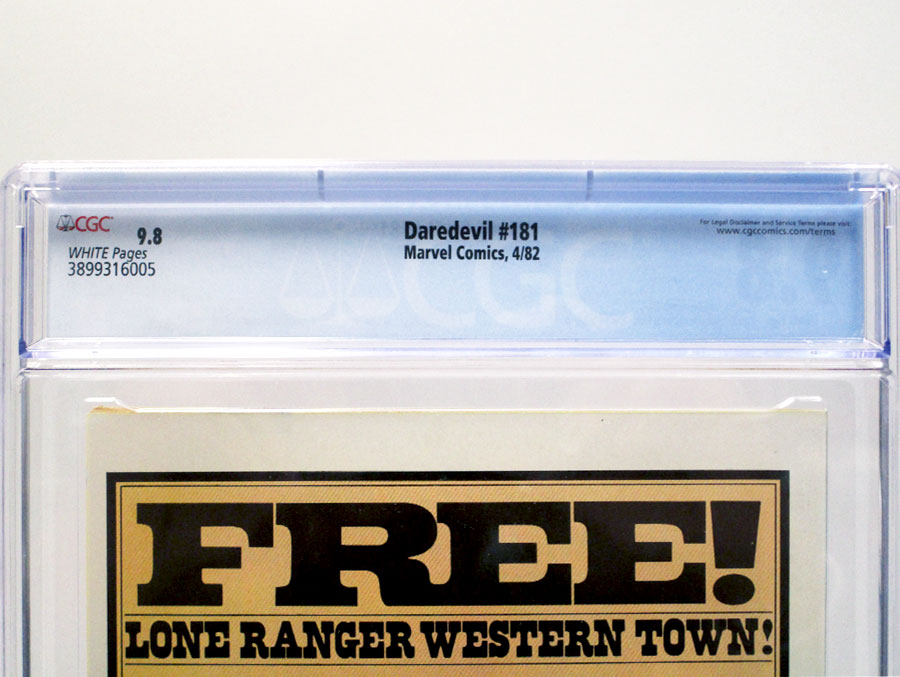 CGC
9.8
WHITE Pages
3899316005
Daredevil #181
Marvel Comics, 4/82
For Legal Disclaimer and Service Terms please visit:
www.cgccomics.com/terms
CGC
FREE!
LONE RANGER WESTERN TOWN!